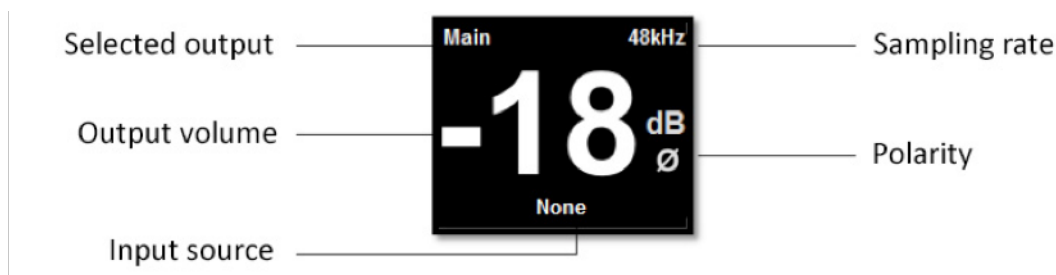 Selected output
Main
48kHz
Sampling rate
Output volume
-18
dB
Ø
Polarity
None
Input source